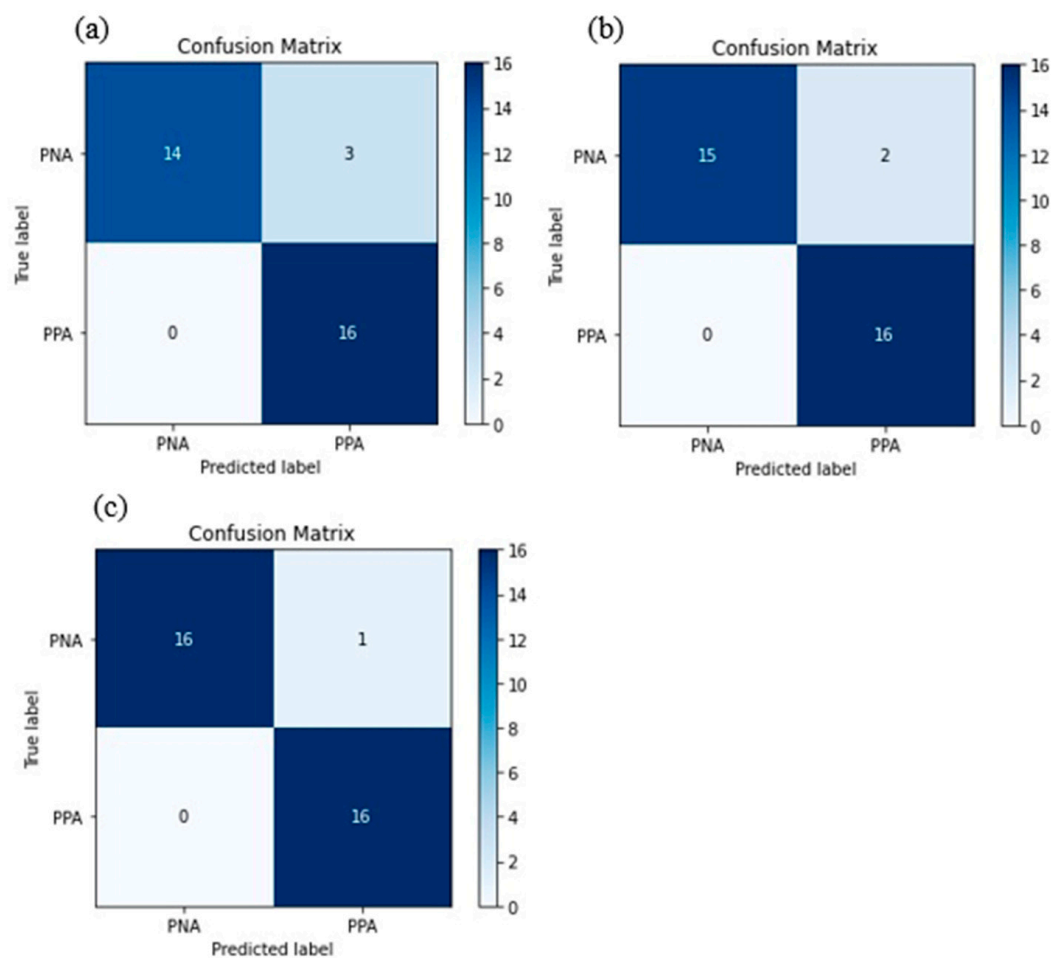 (a)
Confusion Matrix
PNA
PPA
True label
14
3
0
16
PNA
PPA
Predicted label
16
14
12
10
8
6
4
2
0
(b)
Confusion Matrix
PNA
PPA
True label
15
2
0
16
PNA
PPA
Predicted label
16
14
12
10
8
6
4
2
0
(c)
Confusion Matrix
PNA
PPA
True label
16
1
0
16
PNA
PPA
Predicted label
16
14
12
10
8
6
4
2
0